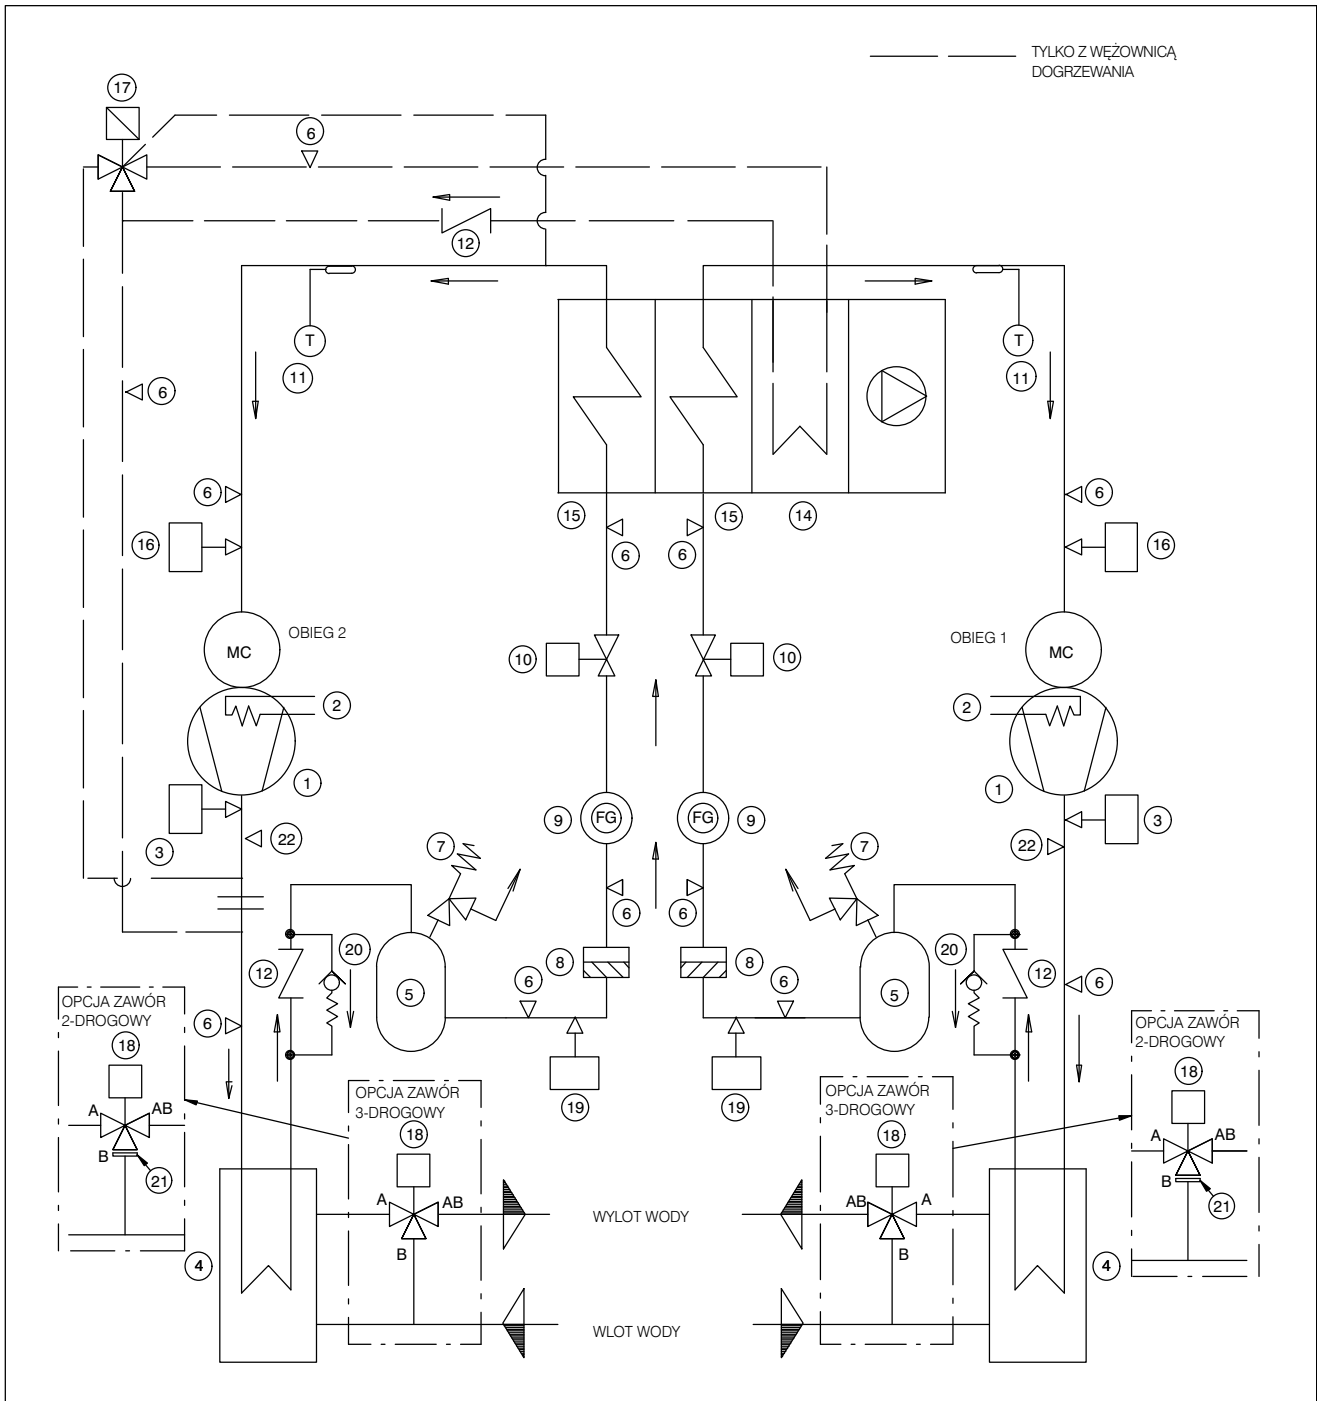 TYLKO Z WĘŻOWNICĄ
DOGRZEWANIA
17
6
12
T
11
T
11
6
6
6
15
15
14
16
6
6
16
OBIEG 2
OBIEG 1
MC
MC
10
10
2
2
1
1
9
FG
FG
9
3
3
22
22
7
7
6
6
20
20
8
8
12
12
5
5
6
6
6
6
OPCJA ZAWÓR
2-DROGOWY
18
A
AB
B
21
OPCJA ZAWÓR
3-DROGOWY
18
A
AB
B
19
19
OPCJA ZAWÓR
3-DROGOWY
18
AB
A
B
OPCJA ZAWÓR
2-DROGOWY
18
A
AB
B
21
WYLOT WODY
4
4
WLOT WODY